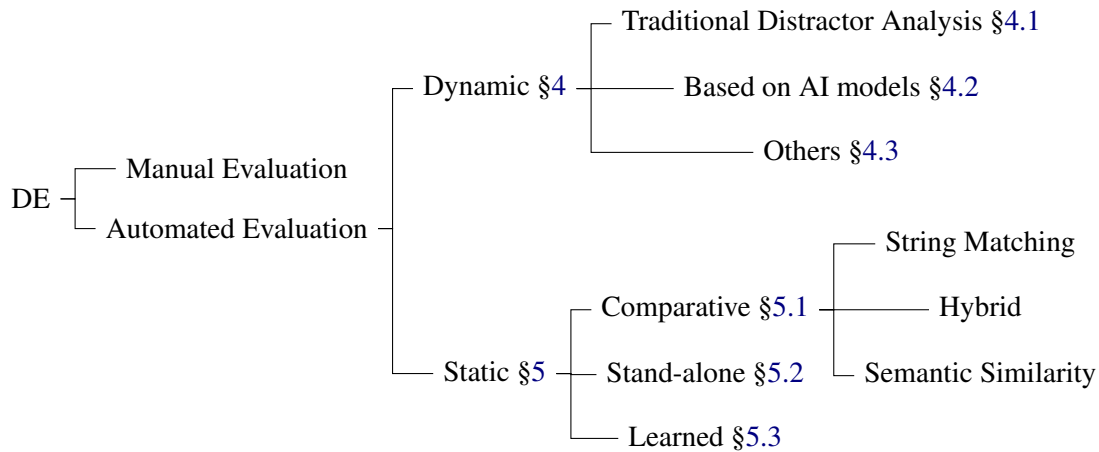 Traditional Distractor Analysis §4.1
Dynamic §4
Based on AI models §4.2
Others §4.3
Manual Evaluation
DE
Automated Evaluation
String Matching
Comparative §5.1
Hybrid
Static §5
Stand-alone §5.2
Semantic Similarity
Learned §5.3